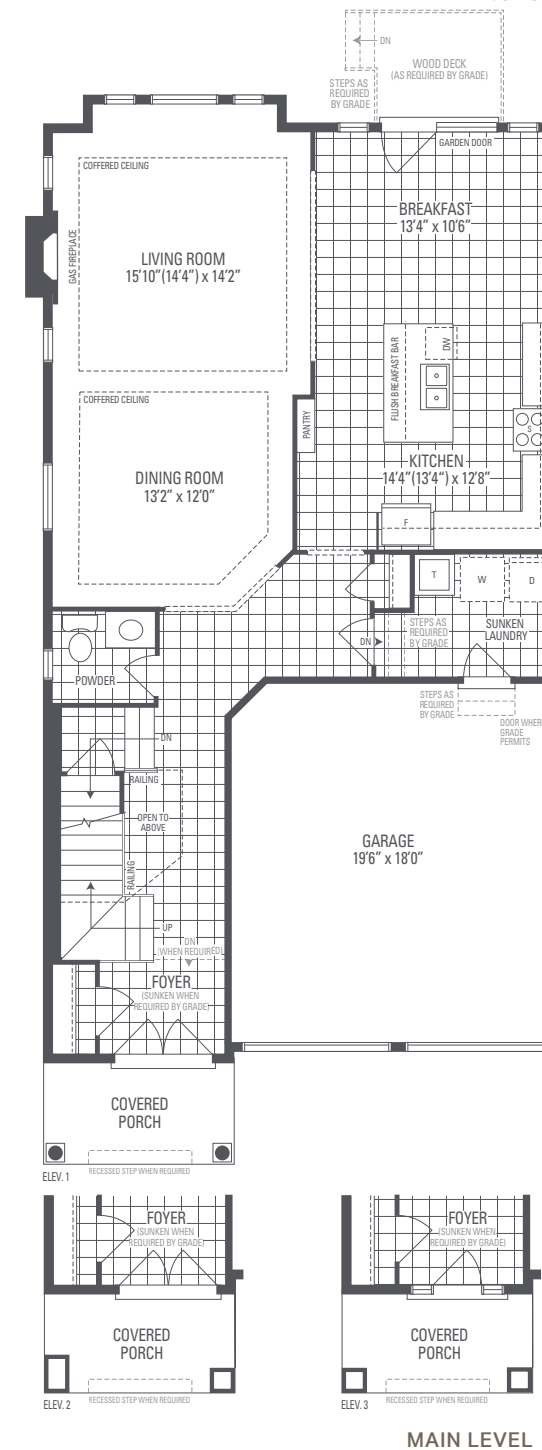 DN
WOOD DECK
(AS REQUIRED BY GRADE)
STEPS AS
REQUIRED
BY GRADE
GARDEN DOOR
COFFERED CEILING
BREAKFAST
13'4" x 10'6"
GAS FIREPLACE
LIVING ROOM
15'10"(14'4") x 14'2"
FLUSH BREAKFAST BAR
DW
COFFERED CEILING
PANTRY
S
KITCHEN
14'4"(13'4") x 12'8"
DINING ROOM
13'2" x 12'0"
F
T
W
D
STEPS AS
REQUIRED
BY GRADE
SUNKEN
LAUNDRY
DN
POWDER
STEPS AS
REQUIRED
BY GRADE
DOOR WHER
GRADE
PERMITS
DN
RAILING
OPEN TO
ABOVE
GARAGE
19'6" x 18'0"
RAILING
UP
DN
(WHEN REQUIRED)
FOYER
(SUNKEN WHEN
REQUIRED BY GRADE)
COVERED
PORCH
RECESSED STEP WHEN REQUIRED
ELEV. 1
FOYER
(SUNKEN WHEN
REQUIRED BY GRADE)
COVERED
PORCH
RECESSED STEP WHEN REQUIRED
ELEV. 2
FOYER
(SUNKEN WHEN
REQUIRED BY GRADE)
COVERED
PORCH
RECESSED STEP WHEN REQUIRED
ELEV. 3
MAIN LEVEL